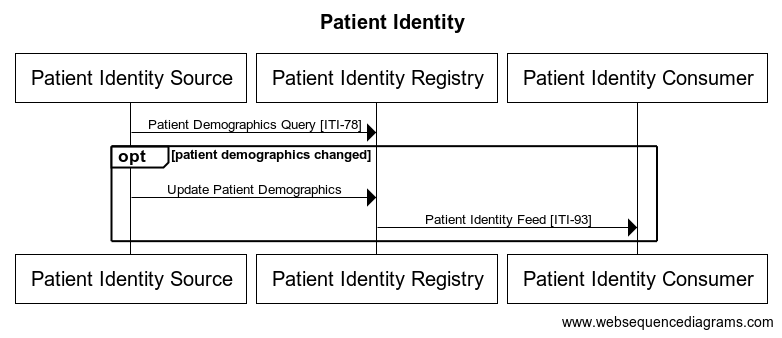 Patient Identity
Patient Identity Source
Patient Identity Registry
Patient Identity Consumer
Patient Demographics Query [ITI-78]
opt
[patient demographics changed]
Update Patient Demographics
Patient Identity Feed [ITI-93]
Patient Identity Source
Patient Identity Registry
Patient Identity Consumer
www.websequencediagrams.com